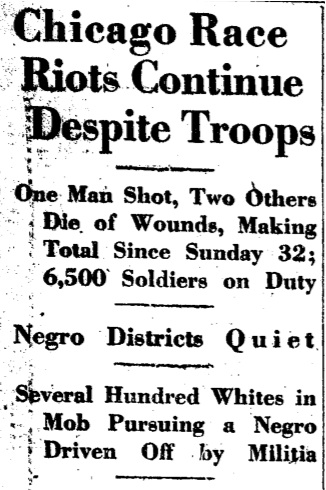 Chicago Race
Riots Continue
Despite Troops
One Man Shot, Two Others
Die of Wounds, Making
Total Since Sunday 32;
6,500 Soldiers on Duty
Negro Districts Quiet
Several Hundred Whites in
Mob Pursuing a Negro
Driven Off by Militia